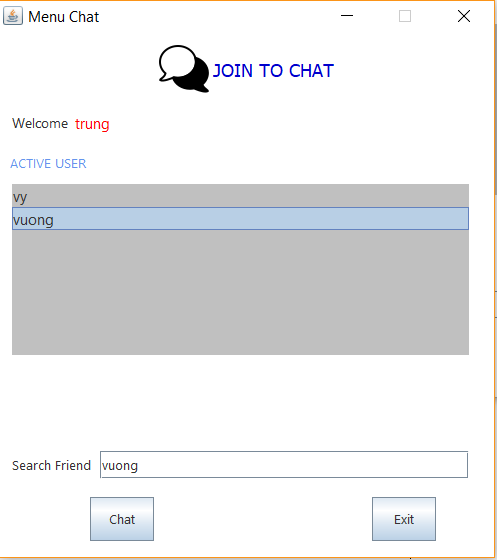 Menu Chat
JOIN TO CHAT
Welcome trung
ACTIVE USER
vy
vuong
Search Friend vuong
Chat Exit